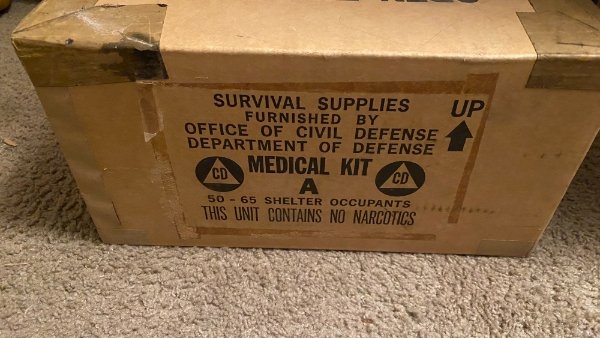 SURVIVAL SUPPLIES
FURNISHED BY
OFFICE OF CIVIL DEFENSE
DEPARTMENT OF DEFENSE
UP
CD MEDICAL KIT CD
A
50 - 65 SHELTER OCCUPANTS
THIS UNIT CONTAINS NO NARCOTICS